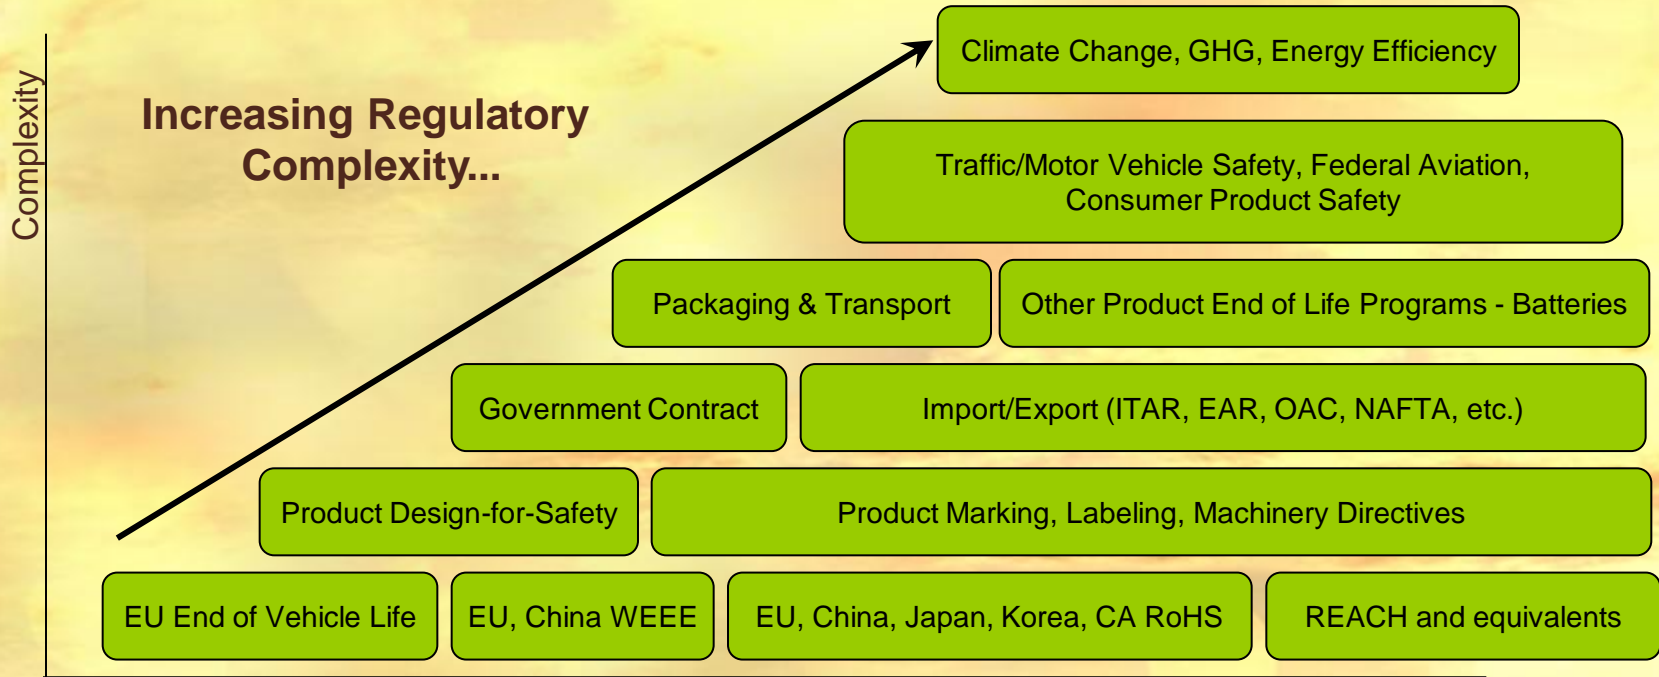 Complexity
Increasing Regulatory
Complexity...
Climate Change, GHG, Energy Efficiency
Traffic/Motor Vehicle Safety, Federal Aviation,
Consumer Product Safety
Packaging & Transport
Other Product End of Life Programs - Batteries
Government Contract
Import/Export (ITAR, EAR, OAC, NAFTA, etc.)
Product Design-for-Safety
Product Marking, Labeling, Machinery Directives
EU End of Vehicle Life
EU, China WEEE
EU, China, Japan, Korea, CA RoHS
REACH and equivalents